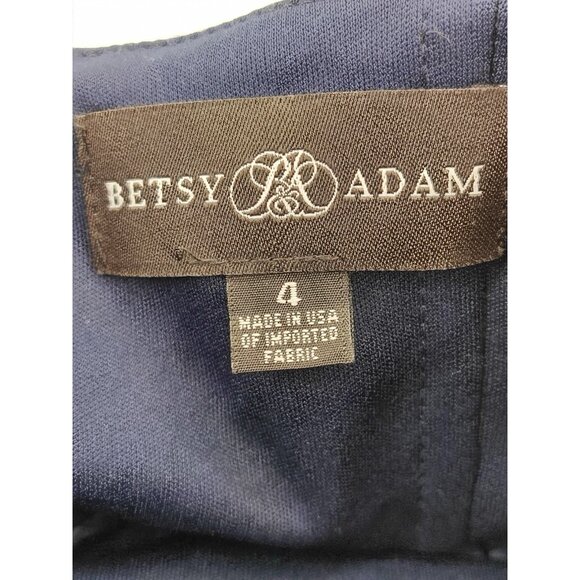 BETSY B&A ADAM
4
MADE IN USA
OF IMPORTED
FABRIC